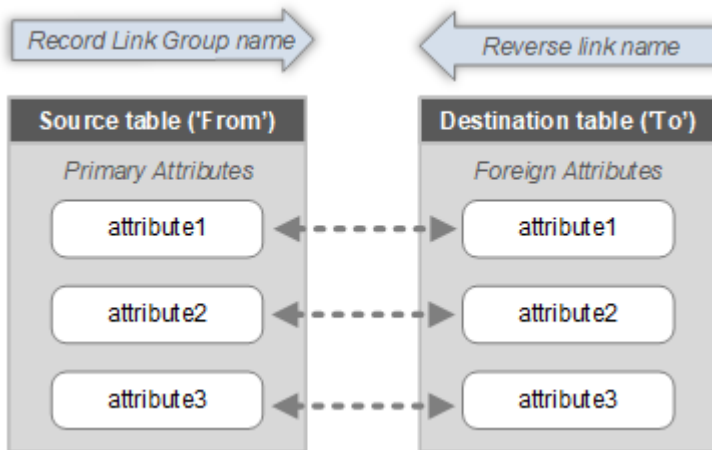 Record Link Group name
Reverse link name
Source table ('From')
Destination table ('To')
Primary Attributes
Foreign Attributes
attribute1
attribute1
attribute2
attribute2
attribute3
attribute3